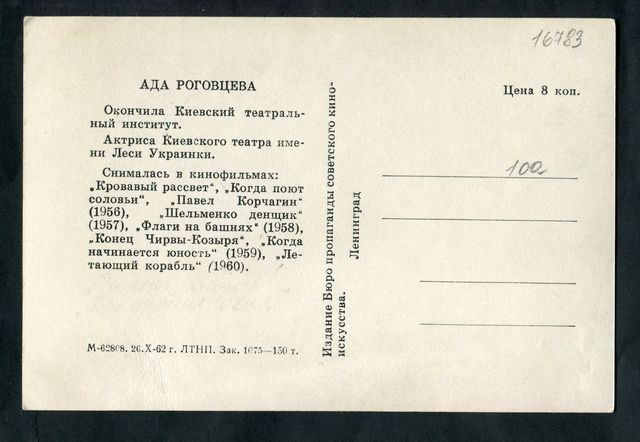 16783
АДА РОГОВЦЕВА
Окончила Киевский театраль-
ный институт.
Актриса Киевского театра име-
ни Леси Украинки.
Снималась в кинофильмах:
„Кровавый рассвет“, „Когда поют
соловьи“, „Павел Корчагин“
(1956), „Шельменко денщик“
(1957), „Флаги на башнях“ (1958),
„Конец Чирвы-Козыря“, „Когда
начинается юность“ (1959), „Ле-
тающий корабль“ (1960).
М-62808. 26.X-62 г. ЛТНП. Зак. 1075—150 т.
Издание Бюро пропаганды советского кино-
искусства.
Ленинград
Цена 8 коп.
100